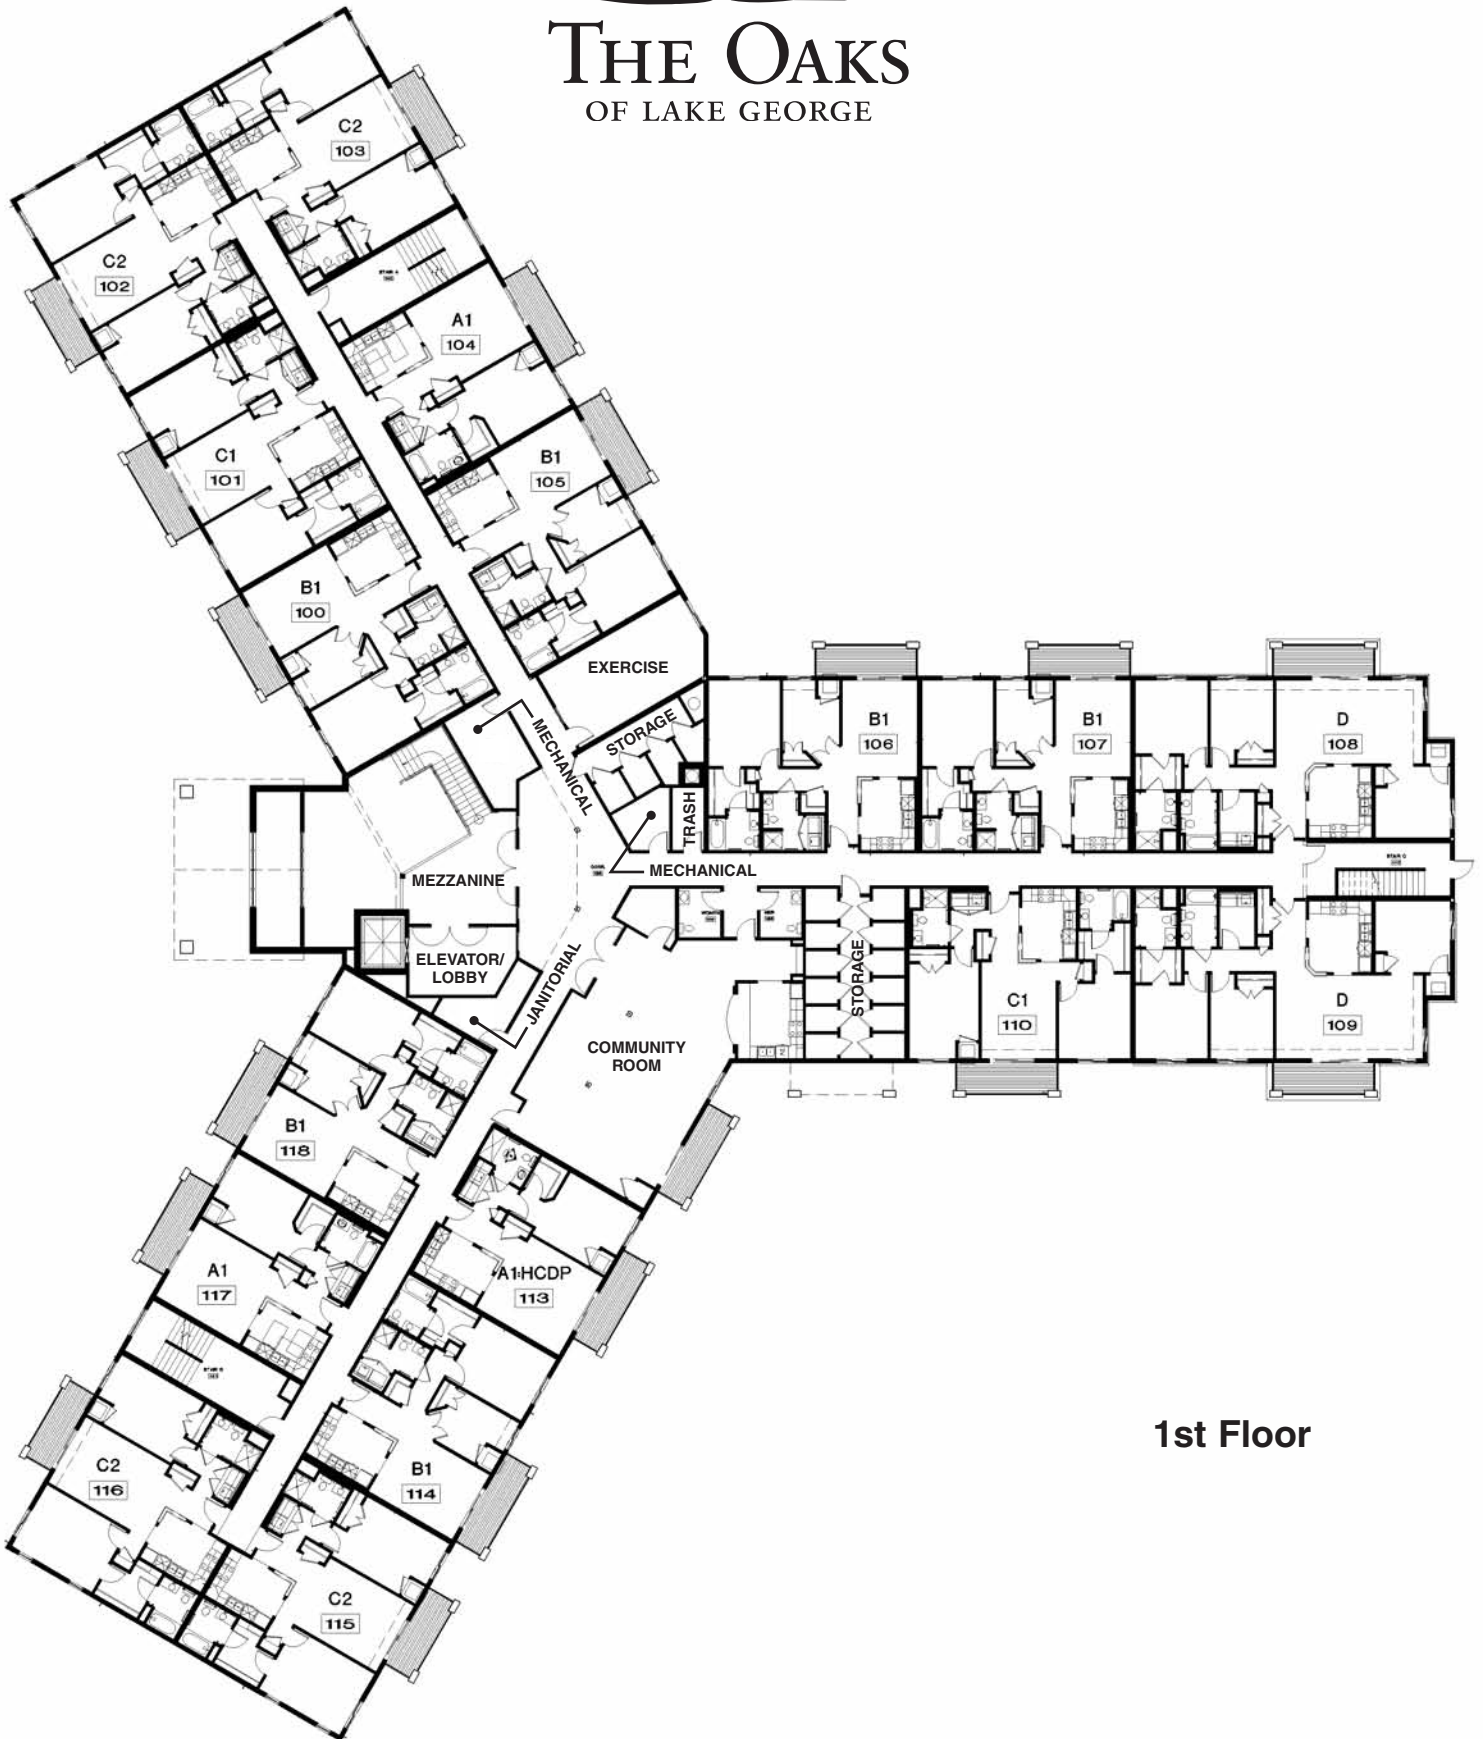 THE OAKS
OF LAKE GEORGE
C2
103
C2
102
STAIR A
A1
104
C1
101
B1
105
B1
100
EXERCISE
STORAGE
MECHANICAL
TRASH
MECHANICAL
B1
106
B1
107
D
108
MEZZANINE
ELEVATOR/
LOBBY
JANITORIAL
COMMUNITY
ROOM
STORAGE
C1
110
D
109
B1
118
A1
117
A1:HCDP
113
C2
116
B1
114
C2
115
1st Floor